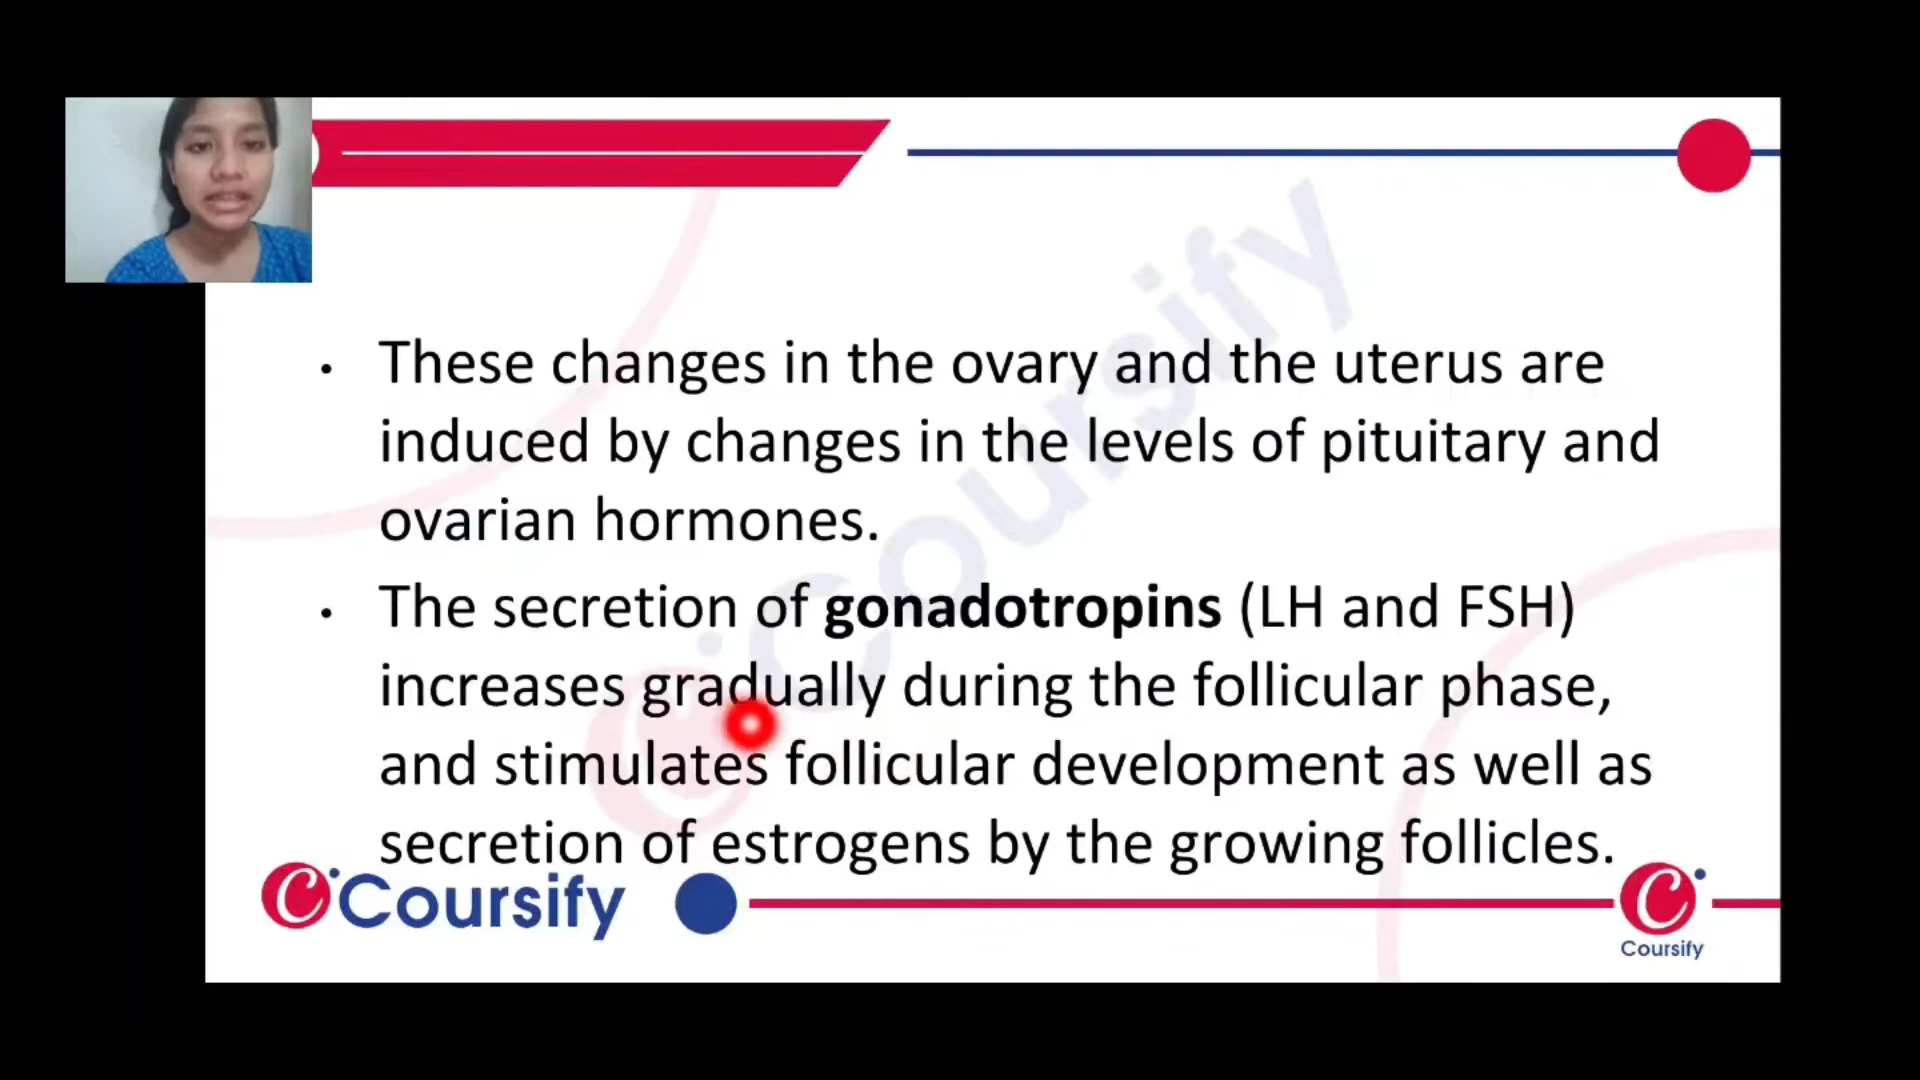 • These changes in the ovary and the uterus are
induced by changes in the levels of pituitary and
ovarian hormones.
• The secretion of gonadotropins (LH and FSH)
increases gradually during the follicular phase,
and stimulates follicular development as well as
secretion of estrogens by the growing follicles.
Coursify
Coursify
Coursify